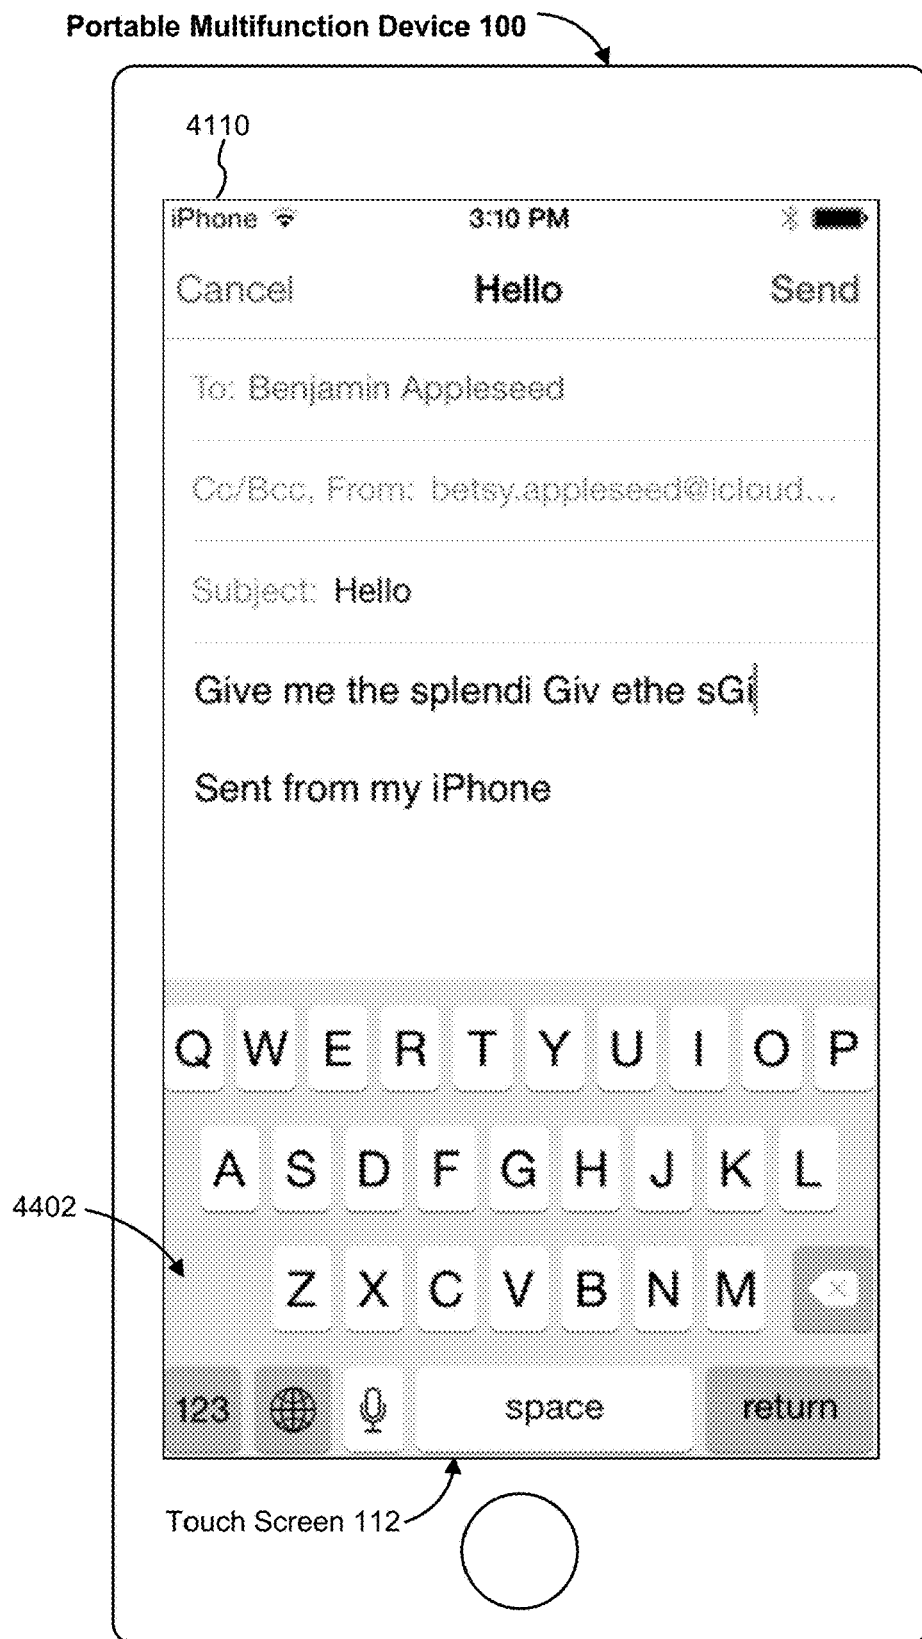 Portable Multifunction Device 100
4110
iPhone 3:10 PM
Cancel Hello Send
To: Benjamin Appleseed
Cc/Bcc, From: betsy.appleseed@icloud...
Subject: Hello
Give me the splendi Giv ethe sGi
Sent from my iPhone
Q W E R T Y U I O P
A S D F G H J K L
4402
Z X C V B N M
123 space return
Touch Screen 112